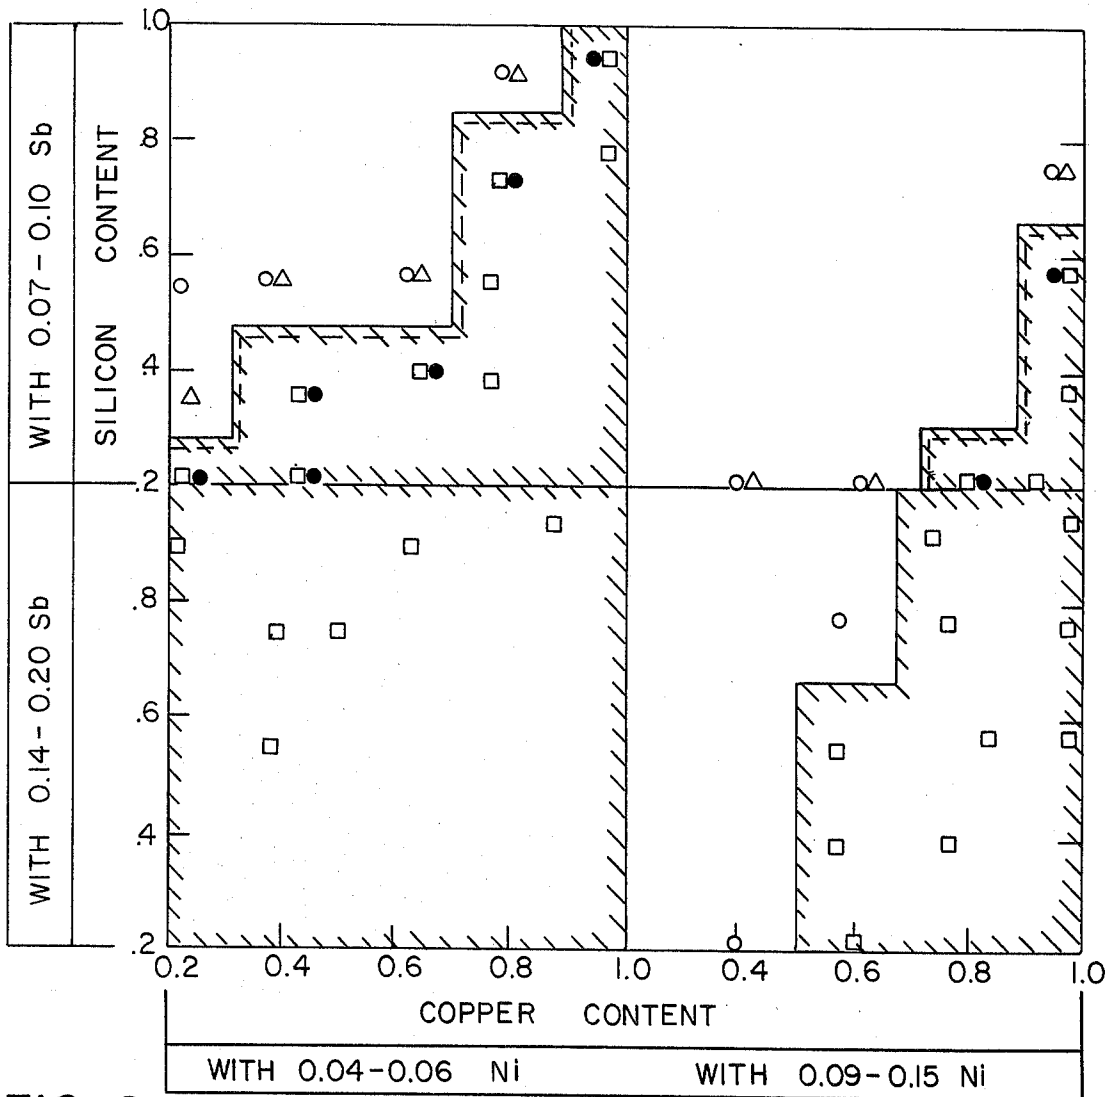 1.0
.8
.6
.4
.2
.8
.6
.4
.2
WITH 0.07-0.10 Sb
WITH 0.14-0.20 Sb
SILICON CONTENT
0.2 0.4 0.6 0.8 1.0 0.4 0.6 0.8 1.0
COPPER CONTENT
WITH 0.04-0.06 Ni WITH 0.09-0.15 Ni